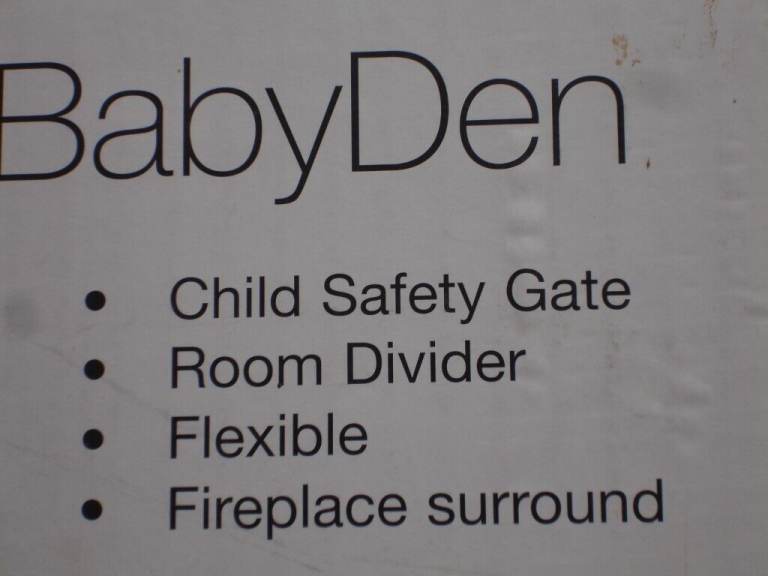 BabyDen
• Child Safety Gate
• Room Divider
• Flexible
• Fireplace surround